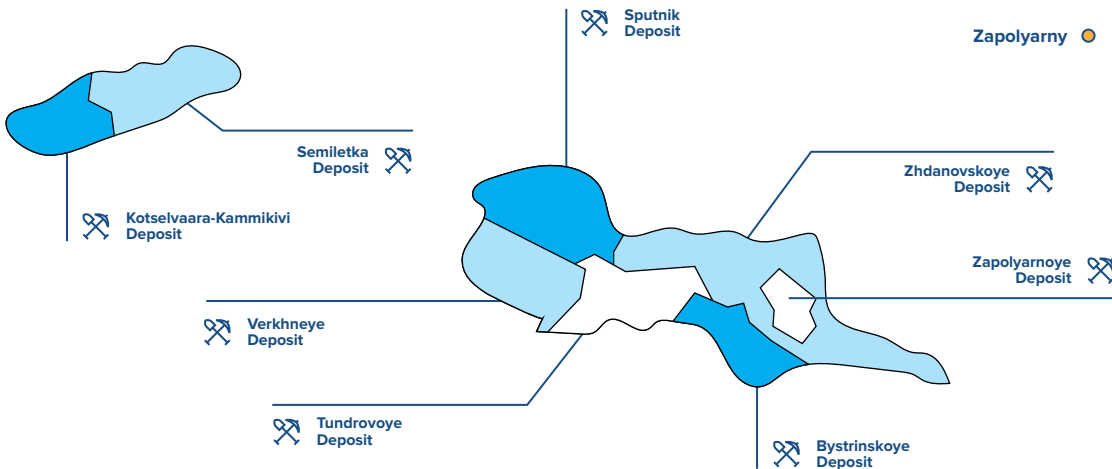 Sputnik
Deposit
Zapolyarny
Semiletka
Deposit
Zhdanovskoye
Deposit
Kotselvaara-Kammikivi
Deposit
Zapolyarnoye
Deposit
Verkhneye
Deposit
Tundrovoye
Deposit
Bystrinskoye
Deposit